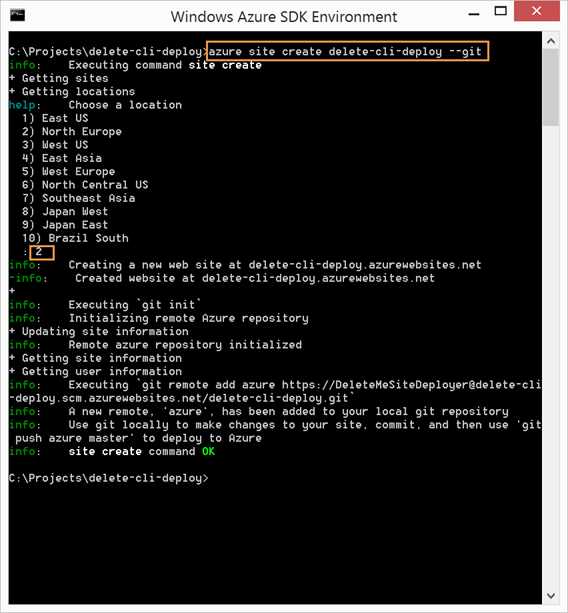 Windows Azure SDK Environment
C:\Projects\delete-cli-deploy>azure site create delete-cli-deploy --git
info:    Executing command site create
+ Getting sites
+ Getting locations
help:    Choose a location
  1) East US
  2) North Europe
  3) West US
  4) East Asia
  5) West Europe
  6) North Central US
  7) Southeast Asia
  8) Japan West
  9) Japan East
  10) Brazil South
  : 2
info:    Creating a new web site at delete-cli-deploy.azurewebsites.net
-info:    Created website at delete-cli-deploy.azurewebsites.net
+
info:    Executing `git init`
info:    Initializing remote Azure repository
+ Updating site information
info:    Remote azure repository initialized
+ Getting site information
+ Getting user information
info:    Executing `git remote add azure https://DeleteMeSiteDeployer@delete-cli
-deploy.scm.azurewebsites.net/delete-cli-deploy.git`
info:    A new remote, 'azure', has been added to your local git repository
info:    Use git locally to make changes to your site, commit, and then use 'git
 push azure master' to deploy to Azure
info:    site create command OK
C:\Projects\delete-cli-deploy>